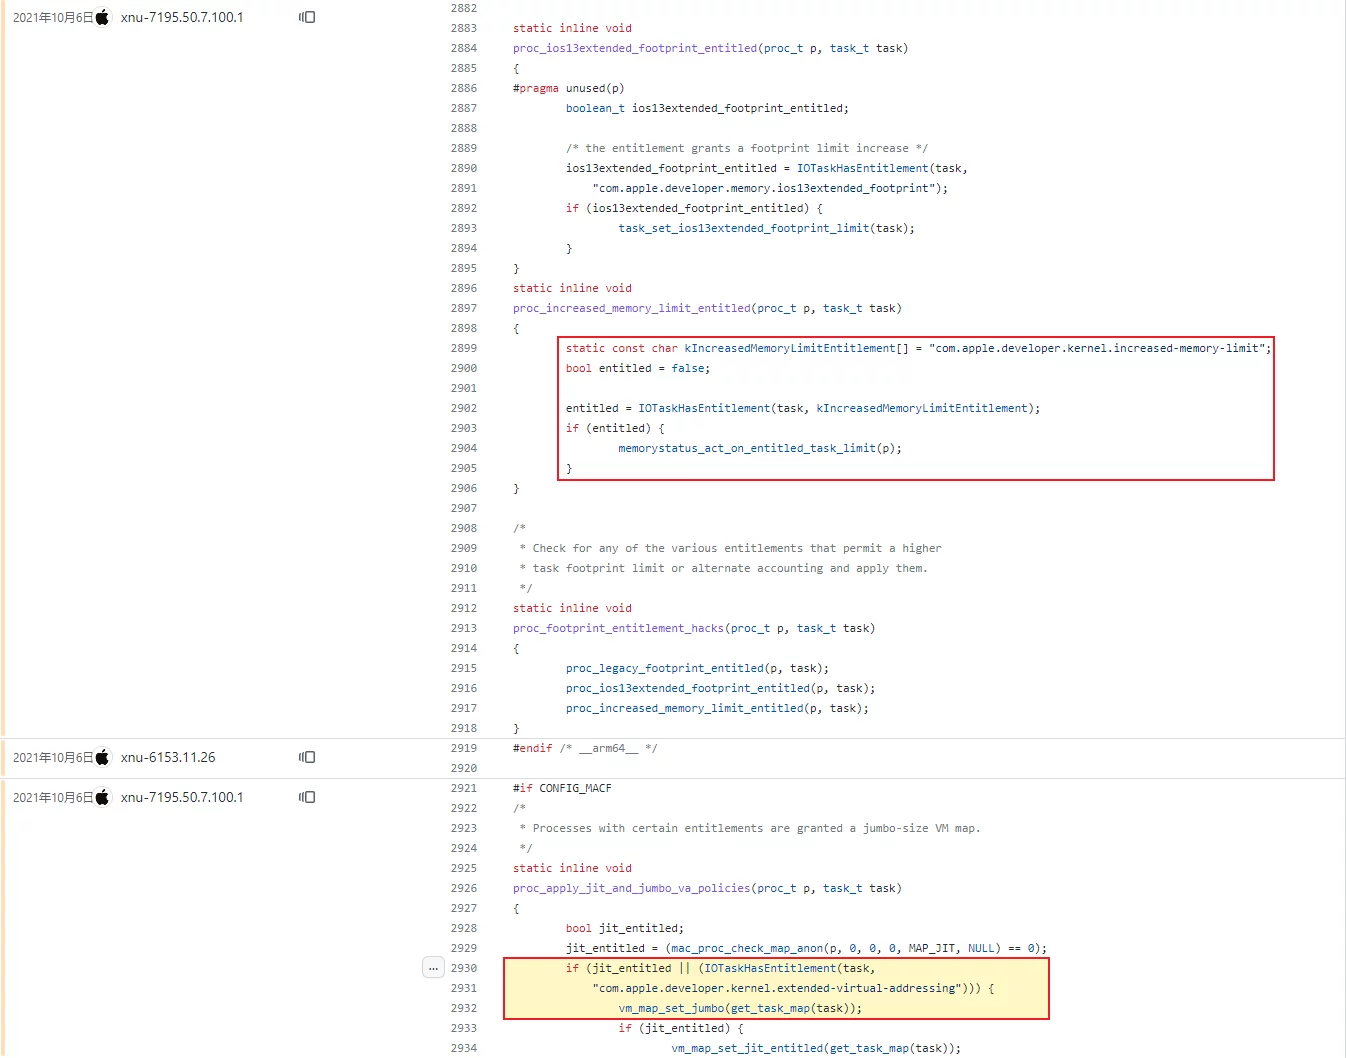 2882
2021年10月6日 xnu-7195.50.7.100.1
2883 static inline void
2884 proc_ios13extended_footprint_entitled(proc_t p, task_t task)
2885 {
2886 #pragma unused(p)
2887 boolean_t ios13extended_footprint_entitled;
2888
2889 /* the entitlement grants a footprint limit increase */
2890 ios13extended_footprint_entitled = IOTaskHasEntitlement(task,
2891 "com.apple.developer.memory.ios13extended_footprint");
2892 if (ios13extended_footprint_entitled) {
2893 task_set_ios13extended_footprint_limit(task);
2894 }
2895 }
2896 static inline void
2897 proc_increased_memory_limit_entitled(proc_t p, task_t task)
2898 {
2899 static const char kIncreasedMemoryLimitEntitlement[] = "com.apple.developer.kernel.increased-memory-limit";
2900 bool entitled = false;
2901
2902 entitled = IOTaskHasEntitlement(task, kIncreasedMemoryLimitEntitlement);
2903 if (entitled) {
2904 memorystatus_act_on_entitled_task_limit(p);
2905 }
2906 }
2907
2908 /*
2909 * Check for any of the various entitlements that permit a higher
2910 * task footprint limit or alternate accounting and apply them.
2911 */
2912 static inline void
2913 proc_footprint_entitlement_hacks(proc_t p, task_t task)
2914 {
2915 proc_legacy_footprint_entitled(p, task);
2916 proc_ios13extended_footprint_entitled(p, task);
2917 proc_increased_memory_limit_entitled(p, task);
2918 }
2919 #endif /* __arm64__ */
2021年10月6日 xnu-6153.11.26
2920
2921 #if CONFIG_MACF
2021年10月6日 xnu-7195.50.7.100.1
2922 /*
2923 * Processes with certain entitlements are granted a jumbo-size VM map.
2924 */
2925 static inline void
2926 proc_apply_jit_and_jumbo_va_policies(proc_t p, task_t task)
2927 {
2928 bool jit_entitled;
2929 jit_entitled = (mac_proc_check_map_anon(p, 0, 0, 0, MAP_JIT, NULL) == 0);
... 2930 if (jit_entitled || (IOTaskHasEntitlement(task,
2931 "com.apple.developer.kernel.extended-virtual-addressing"))) {
2932 vm_map_set_jumbo(get_task_map(task));
2933 if (jit_entitled) {
2934 vm_map_set_jit_entitled(get_task_map(task));